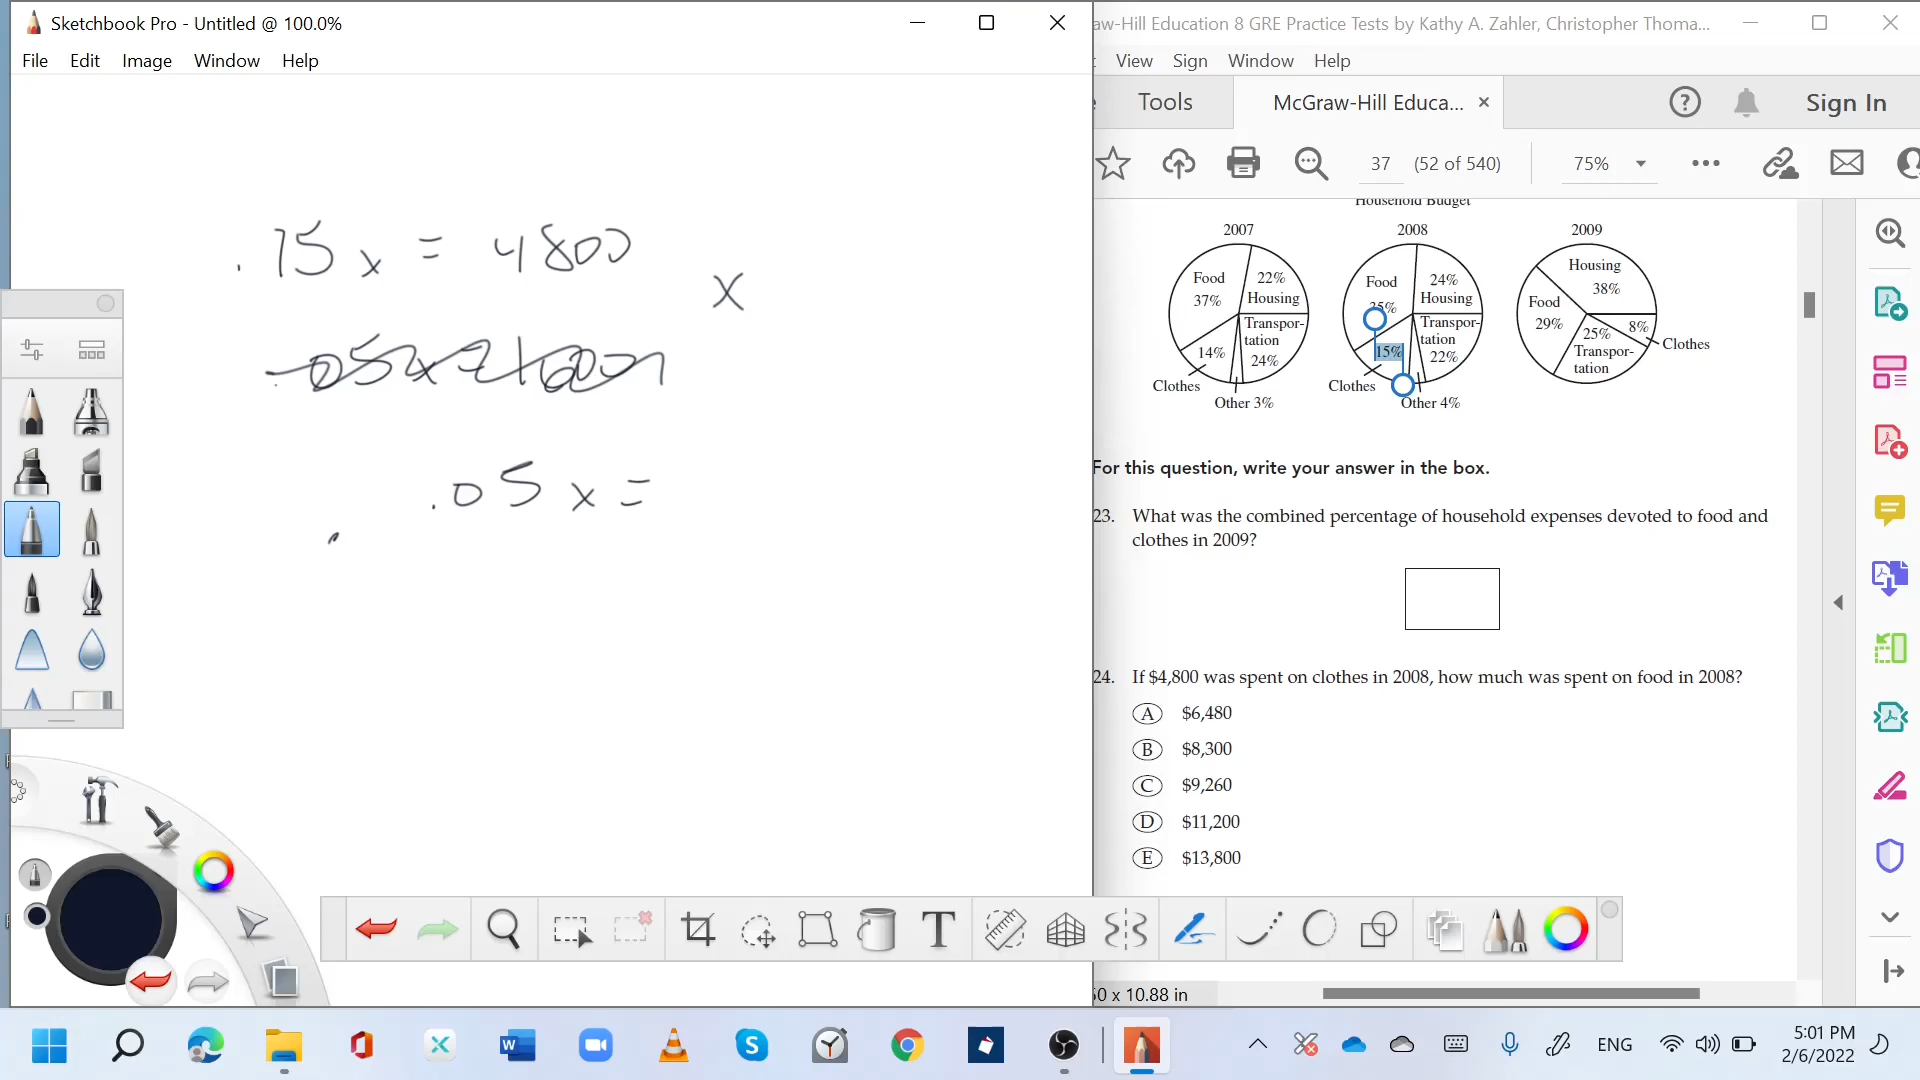 Sketchbook Pro - Untitled @ 100.0%
File Edit Image Window Help
.15x = 4800
x
.05x = 1600
.05x =
T
aw-Hill Education 8 GRE Practice Tests by Kathy A. Zahler, Christopher Thoma...
View Sign Window Help
Tools
McGraw-Hill Educa...
Sign In
37 (52 of 540)
75%
Household Budget
2007
Food
37%
22%
Housing
Transpor-
tation
24%
14%
Clothes
Other 3%
2008
Food
35%
24%
Housing
Transpor-
tation
22%
15%
Clothes
Other 4%
2009
Housing
38%
Food
29%
25%
Transpor-
tation
8%
Clothes
For this question, write your answer in the box.
23. What was the combined percentage of household expenses devoted to food and
clothes in 2009?
24. If $4,800 was spent on clothes in 2008, how much was spent on food in 2008?
A $6,480
B $8,300
C $9,260
D $11,200
E $13,800
50 x 10.88 in
ENG
5:01 PM
2/6/2022